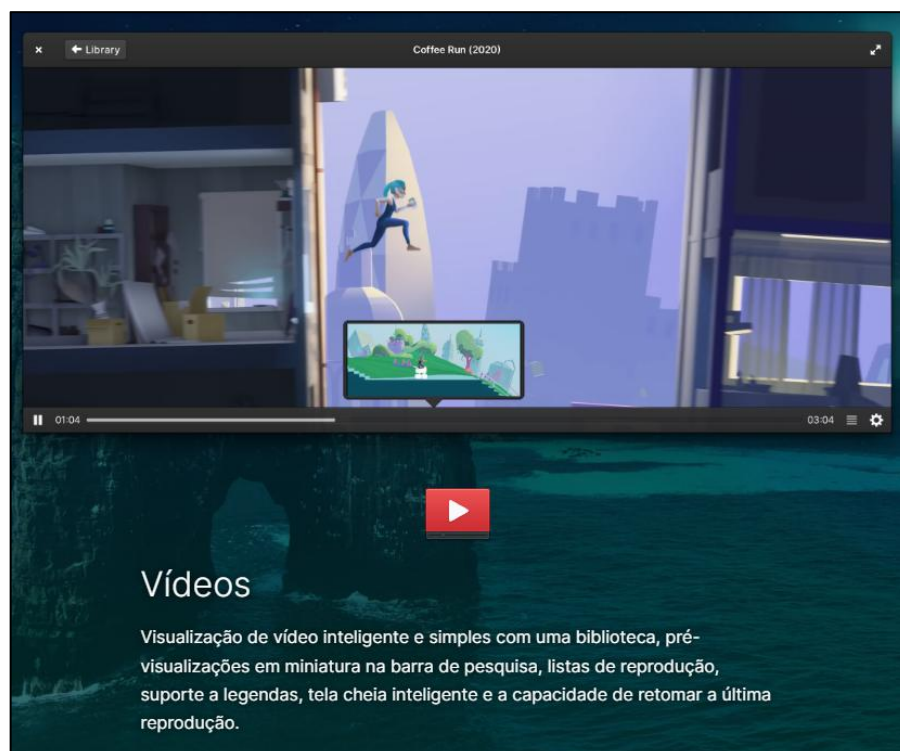 Library
Coffee Run (2020)
01:04
03:04
Vídeos
Visualização de vídeo inteligente e simples com uma biblioteca, pré-
visualizações em miniatura na barra de pesquisa, listas de reprodução,
suporte a legendas, tela cheia inteligente e a capacidade de retomar a última
reprodução.